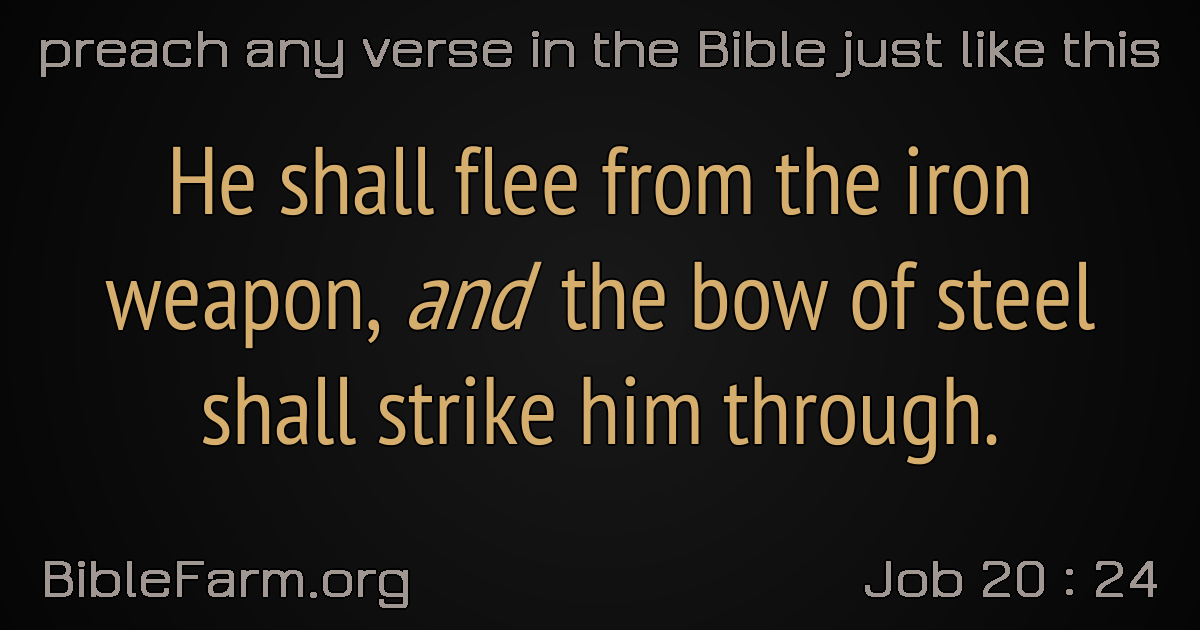 preach any verse in the Bible just like this
He shall flee from the iron
weapon, and the bow of steel
shall strike him through.
BibleFarm.org
Job 20 : 24